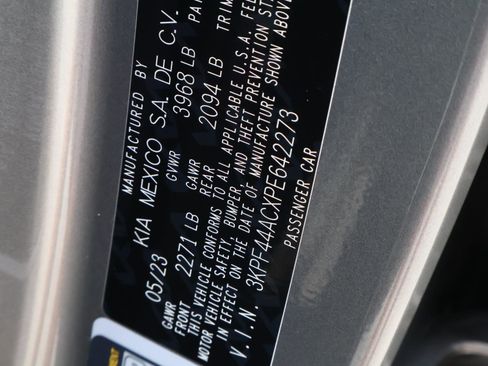 MANUFACTURED BY
05/23 KIA MEXICO S.A. DE C.V.
GVWR 3968 LB PA
GAWR FRONT 2271 LB GAWR REAR 2094 LB TRIM
THIS VEHICLE CONFORMS TO ALL APPLICABLE U.S.A. FE
MOTOR VEHICLE SAFETY, BUMPER, AND THEFT PREVENTION ST
IN EFFECT ON THE DATE OF MANUFACTURE SHOWN ABOVE
V.I.N. 3KPF44ACXPE642273
PASSENGER CAR